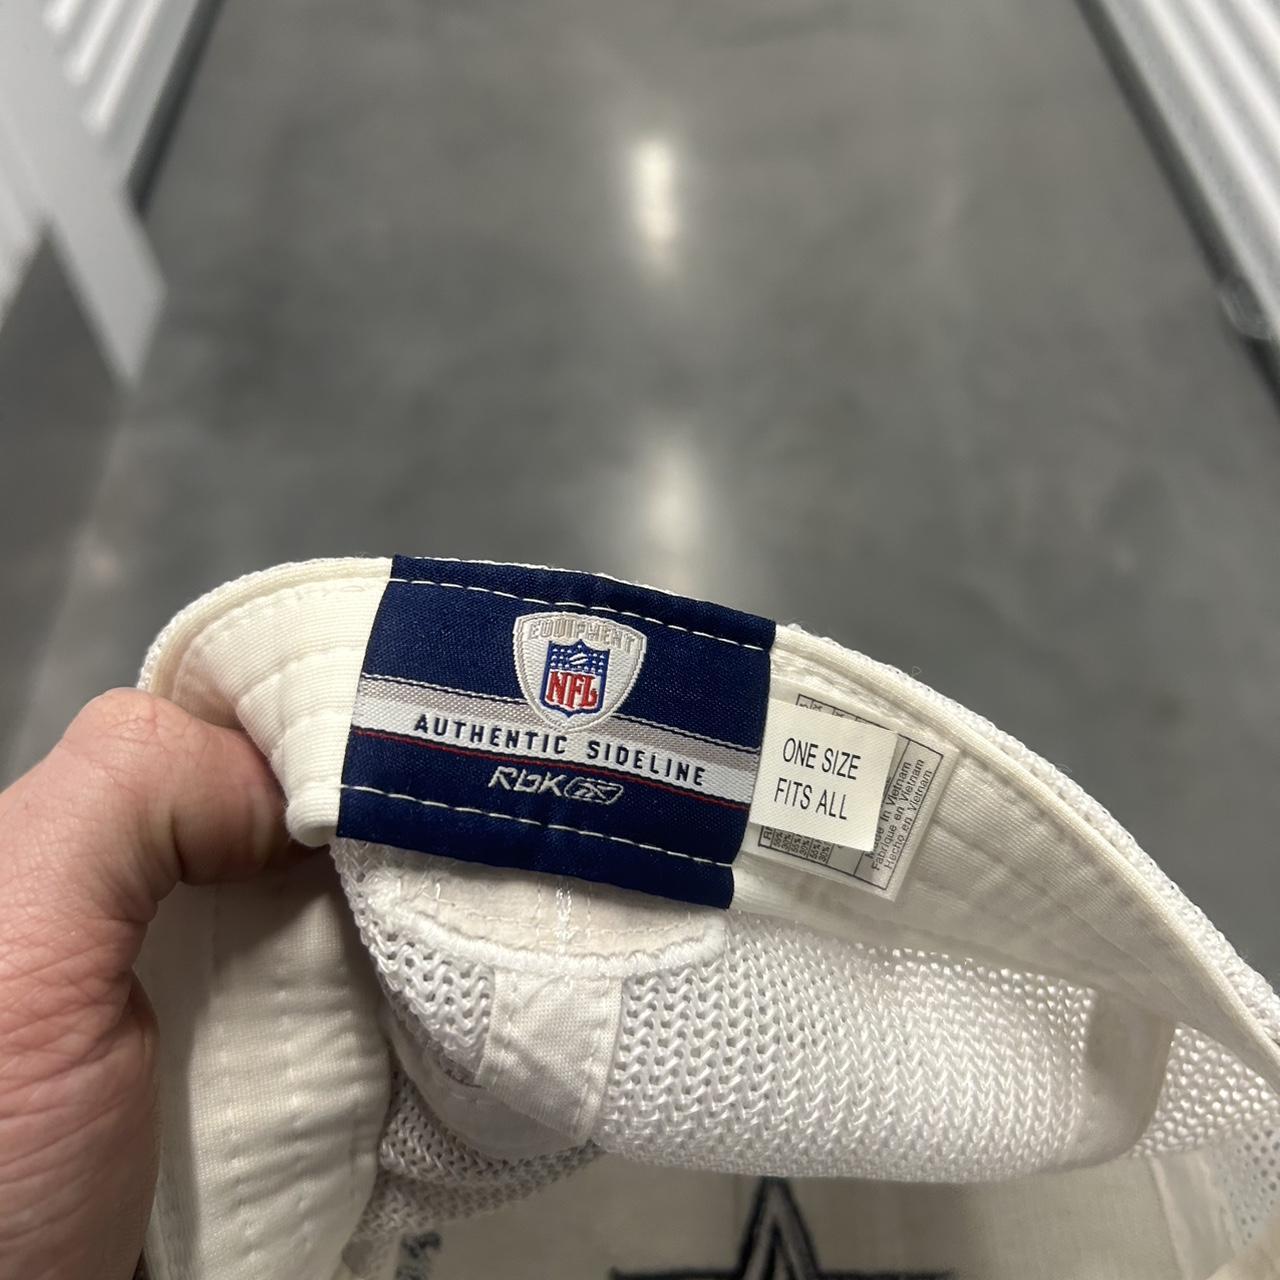 EQUIPMENT
NFL
AUTHENTIC SIDELINE
RBK
ONE SIZE
FITS ALL
Made in Vietnam
Fabriqué en Vietnam
Hecho en Vietnam